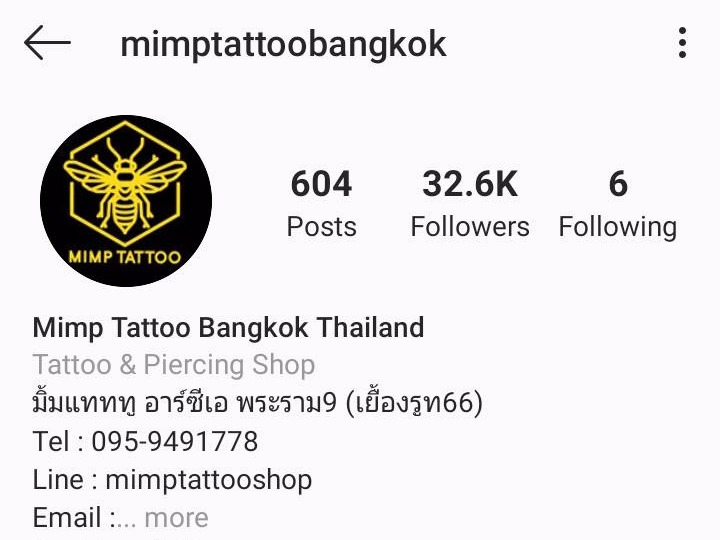 mimptattoobangkok
MIMP TATTOO
604 32.6K 6
Posts Followers Following
Mimp Tattoo Bangkok Thailand
Tattoo & Piercing Shop
มิ้มแทททู อาร์ซีเอ พระราม9 (เยื้องรูท66)
Tel : 095-9491778
Line : mimptattooshop
Email :... more